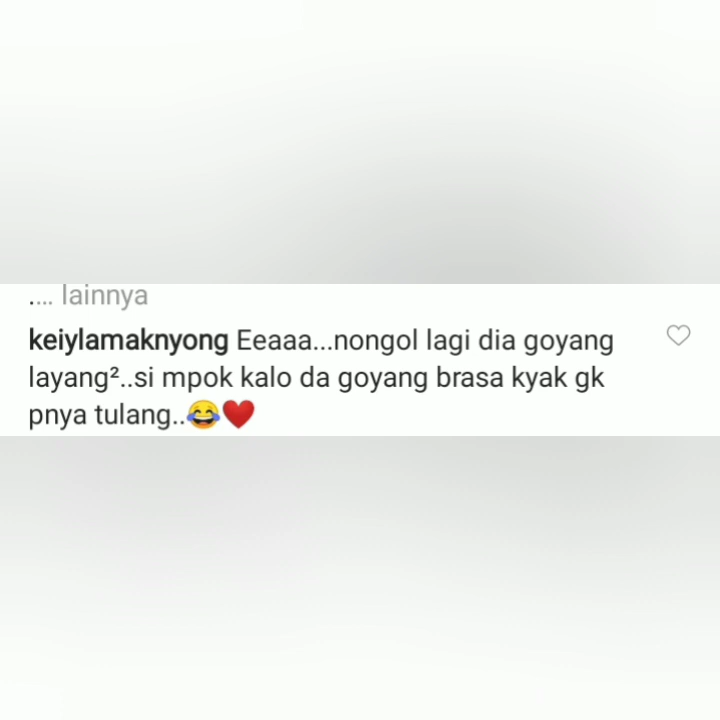 .... lainnya
keiylamaknyong Eeaaa...nongol lagi dia goyang
layang²..si mpok kalo da goyang brasa kyak gk
pnya tulang..😂❤️